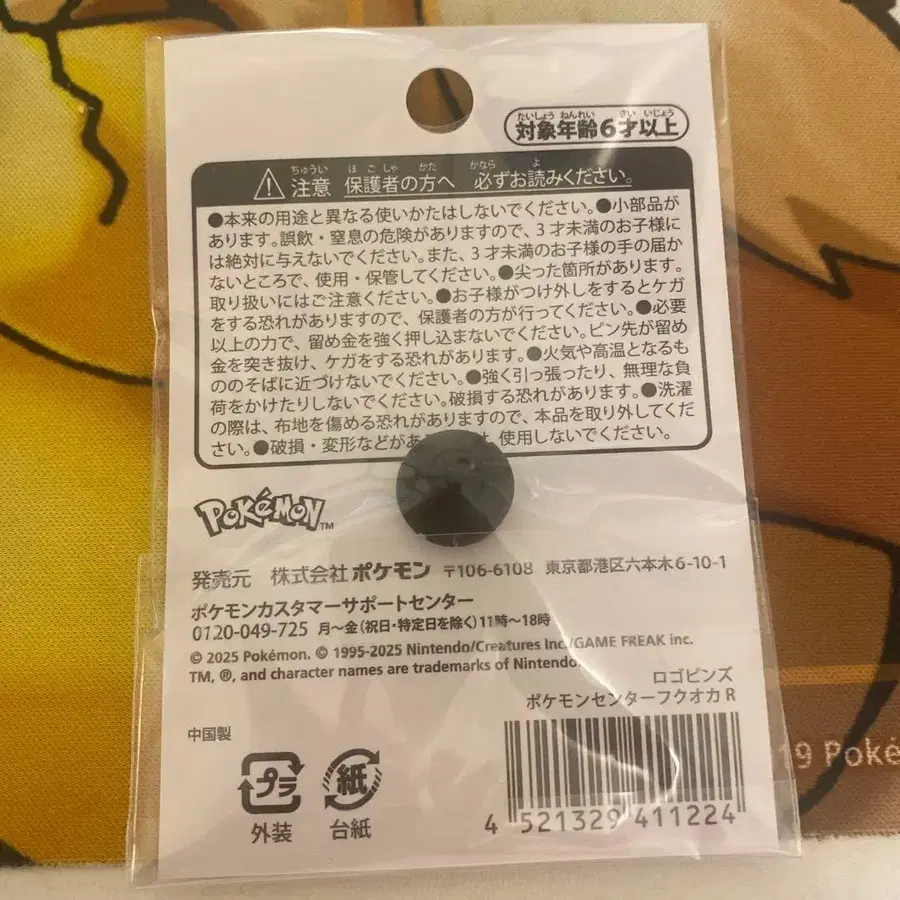 たいしょう ねんれい さい いじょう
対象年齢6才以上
ちゅうい ほごしゃ かた かなら よ
注意 保護者の方へ 必ずお読みください。
●本来の用途と異なる使いかたはしないでください。●小部品が
あります。誤飲・窒息の危険がありますので、3才未満のお子様に
は絶対に与えないでください。また、3才未満のお子様の手の届か
ないところで、使用・保管してください。●尖った箇所があります。
取り扱いにはご注意ください。●お子様がつけ外しをするとケガ
をする恐れがありますので、保護者の方が行ってください。●必要
以上の力で、留め金を強く押し込まないでください。ピン先が留め
金を突き抜け、ケガをする恐れがあります。●火気や高温となるも
ののそばに近づけないでください。●強く引っ張ったり、無理な負
荷をかけたりしないでください。破損する恐れがあります。●洗濯
の際は、布地を傷める恐れがありますので、本品を取り外してくだ
さい。●破損・変形などがあ は、使用しないでください。
POKéMON™
発売元 株式会社ポケモン 〒106-6108 東京都港区六本木6-10-1
ポケモンカスタマーサポートセンター
0120-049-725 月～金(祝日・特定日を除く)11時～18時
© 2025 Pokémon. © 1995-2025 Nintendo/Creatures Inc./GAME FREAK inc.
TM, ®, and character names are trademarks of Nintendo.
ロゴピンズ
ポケモンセンターフクオカR
中国製
プラ
外装
紙
台紙
4 521329 411224
19 Poké